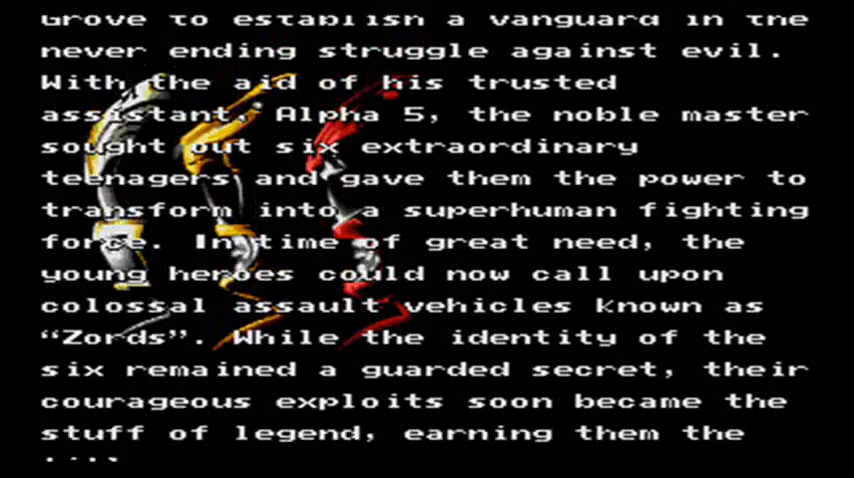 Grove to establish a vanguard in the
never ending struggle against evil.
With the aid of his trusted
assistant, Alpha 5, the noble master
sought out six extraordinary
teenagers and gave them the power to
transform into a superhuman fighting
force. In time of great need, the
young heroes could now call upon
colossal assault vehicles known as
“Zords”. While the identity of the
six remained a guarded secret, their
courageous exploits soon became the
stuff of legend, earning them the